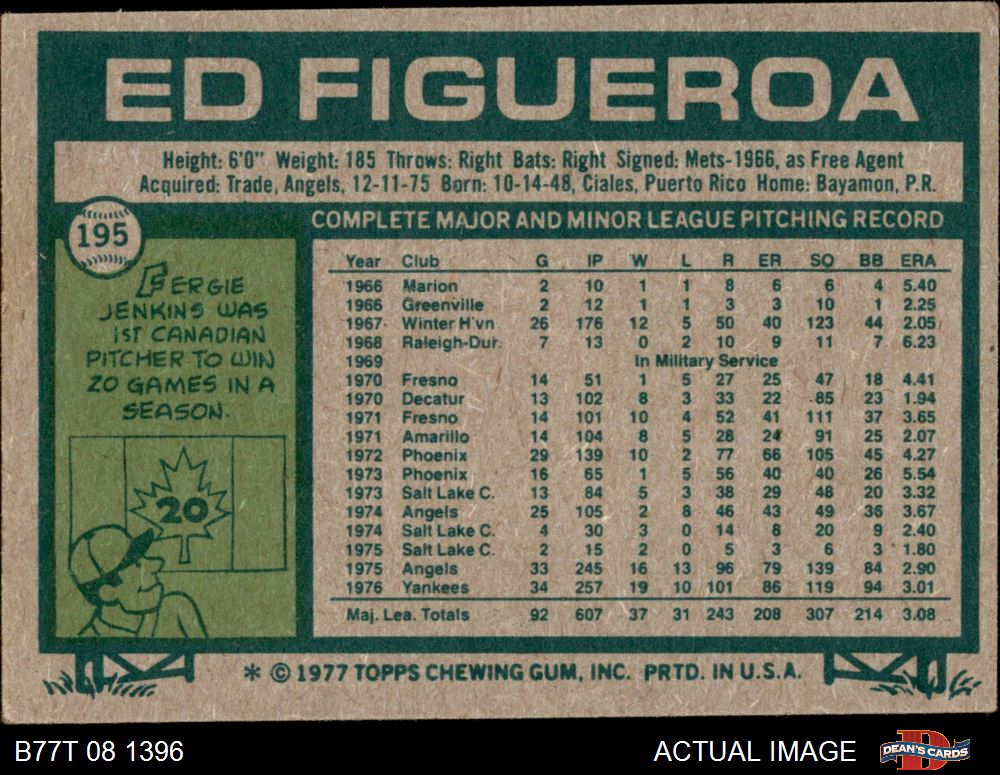 ED FIGUEROA
Height: 6'0" Weight: 185 Throws: Right Bats: Right Signed: Mets-1966, as Free Agent
Acquired: Trade, Angels, 12-11-75 Born: 10-14-48, Ciales, Puerto Rico Home: Bayamon, P.R.
195
FERGIE
JENKINS WAS
1ST CANADIAN
PITCHER TO WIN
20 GAMES IN A
SEASON.
20
COMPLETE MAJOR AND MINOR LEAGUE PITCHING RECORD
Year Club G IP W L R ER SO BB ERA
1966 Marion 2 10 1 1 8 6 6 4 5.40
1966 Greenville 2 12 1 1 3 3 10 1 2.25
1967 Winter H'vn 26 176 12 5 50 40 123 44 2.05
1968 Raleigh-Dur. 7 13 0 2 10 9 11 7 6.23
1969 In Military Service
1970 Fresno 14 51 1 5 27 25 47 18 4.41
1970 Decatur 13 102 8 3 33 22 85 23 1.94
1971 Fresno 14 101 10 4 52 41 111 37 3.65
1971 Amarillo 14 104 8 5 28 24 91 25 2.07
1972 Phoenix 29 139 10 2 77 66 105 45 4.27
1973 Phoenix 16 65 1 5 56 40 40 26 5.54
1973 Salt Lake C. 13 84 5 3 38 29 48 20 3.32
1974 Angels 25 105 2 8 46 43 49 36 3.67
1974 Salt Lake C. 4 30 3 0 14 8 20 9 2.40
1975 Salt Lake C. 2 15 2 0 5 3 6 3 1.80
1975 Angels 33 245 16 13 96 79 139 84 2.90
1976 Yankees 34 257 19 10 101 86 119 94 3.01
Maj. Lea. Totals 92 607 37 31 243 208 307 214 3.08
* © 1977 TOPPS CHEWING GUM, INC. PRTD. IN U.S.A.
B77T 08 1396
ACTUAL IMAGE
DEAN'S CARDS